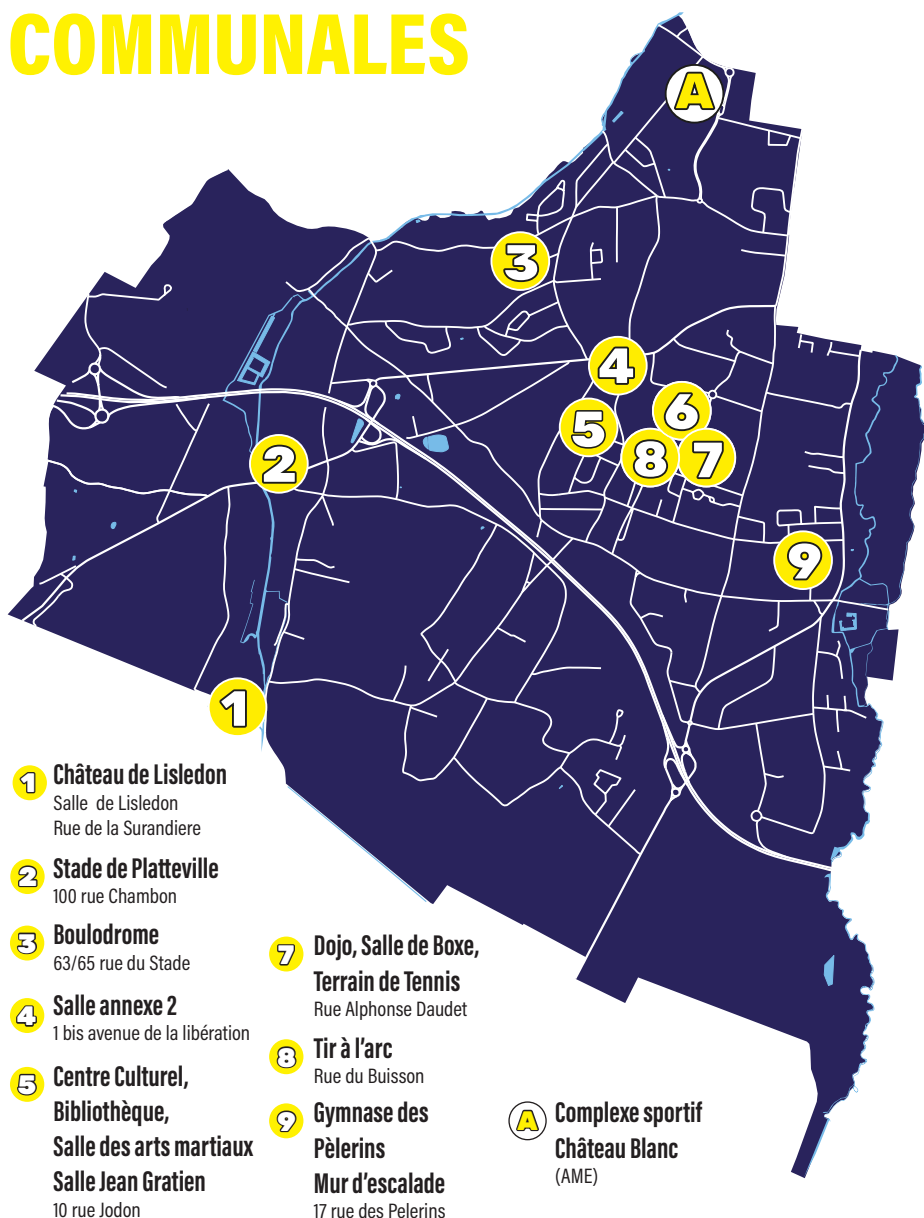 COMMUNALES
A
3
4
6
5
8
7
2
9
1
1 Château de Lisledon
Salle de Lisledon
Rue de la Surandiere
2 Stade de Platteville
100 rue Chambon
3 Boulodrome
63/65 rue du Stade
4 Salle annexe 2
1 bis avenue de la libération
5 Centre Culturel,
Bibliothèque,
Salle des arts martiaux
Salle Jean Gratien
10 rue Jodon
7 Dojo, Salle de Boxe,
Terrain de Tennis
Rue Alphonse Daudet
8 Tir à l'arc
Rue du Buisson
9 Gymnase des
Pèlerins
Mur d'escalade
17 rue des Pelerins
A Complexe sportif
Château Blanc
(AME)